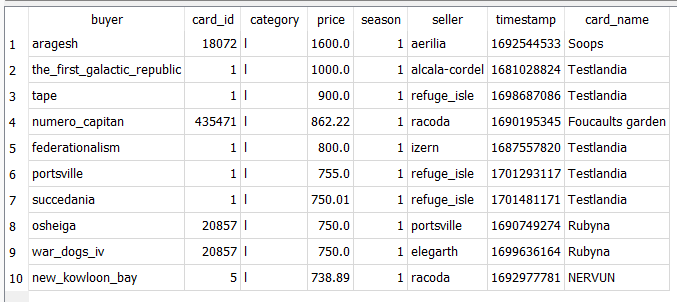 buyer card_id category price season seller timestamp card_name
1 aragesh 18072 l 1600.0 1 aerilia 1692544533 Soops
2 the_first_galactic_republic 1 l 1000.0 1 alcala-cordel 1681028824 Testlandia
3 tape 1 l 900.0 1 refuge_isle 1698687086 Testlandia
4 numero_capitan 435471 l 862.22 1 racoda 1690195345 Foucaults garden
5 federationalism 1 l 800.0 1 izern 1687557820 Testlandia
6 portsville 1 l 755.0 1 refuge_isle 1701293117 Testlandia
7 succedania 1 l 750.01 1 refuge_isle 1701481171 Testlandia
8 osheiga 20857 l 750.0 1 portsville 1690749274 Rubyna
9 war_dogs_iv 20857 l 750.0 1 elegarth 1699636164 Rubyna
10 new_kowloon_bay 5 l 738.89 1 racoda 1692977781 NERVUN